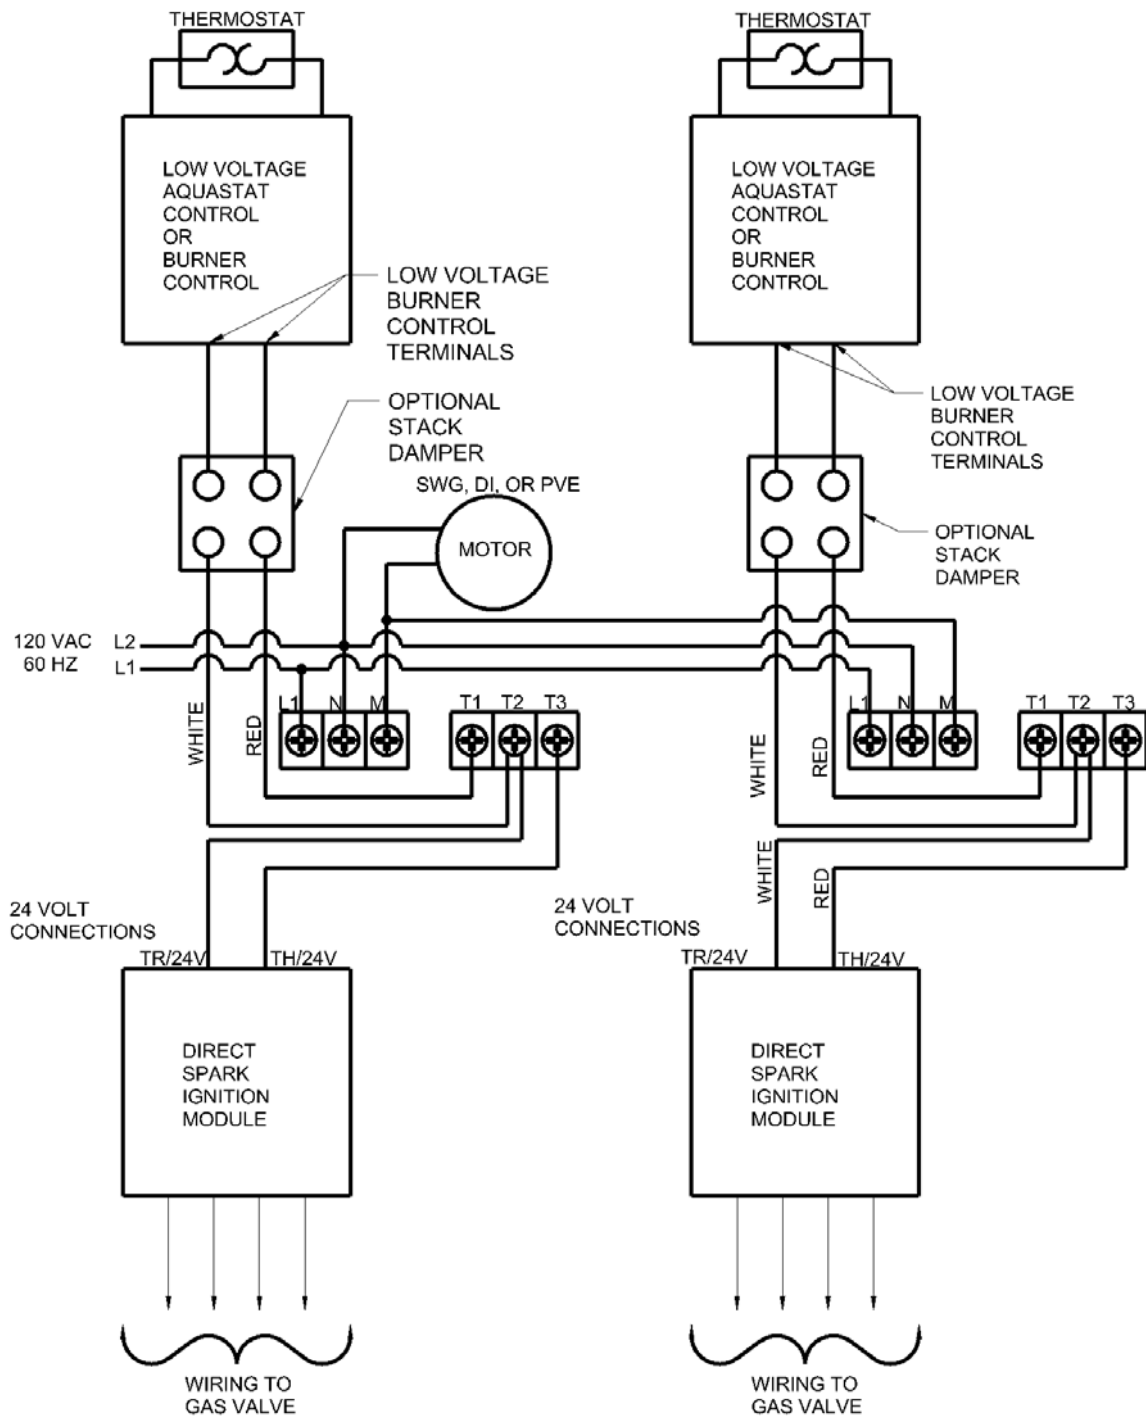 THERMOSTAT
THERMOSTAT
LOW VOLTAGE
AQUASTAT
CONTROL
OR
BURNER
CONTROL
LOW VOLTAGE
AQUASTAT
CONTROL
OR
BURNER
CONTROL
LOW VOLTAGE
BURNER
CONTROL
TERMINALS
LOW VOLTAGE
BURNER
CONTROL
TERMINALS
OPTIONAL
STACK
DAMPER
SWG, DI, OR PVE
MOTOR
OPTIONAL
STACK
DAMPER
120 VAC L2
60 HZ L1
WHITE
RED
L1 N M
T1 T2 T3
WHITE
RED
L1 N M
T1 T2 T3
WHITE
RED
24 VOLT
CONNECTIONS
24 VOLT
CONNECTIONS
TR/24V TH/24V
TR/24V TH/24V
DIRECT
SPARK
IGNITION
MODULE
DIRECT
SPARK
IGNITION
MODULE
WIRING TO
GAS VALVE
WIRING TO
GAS VALVE